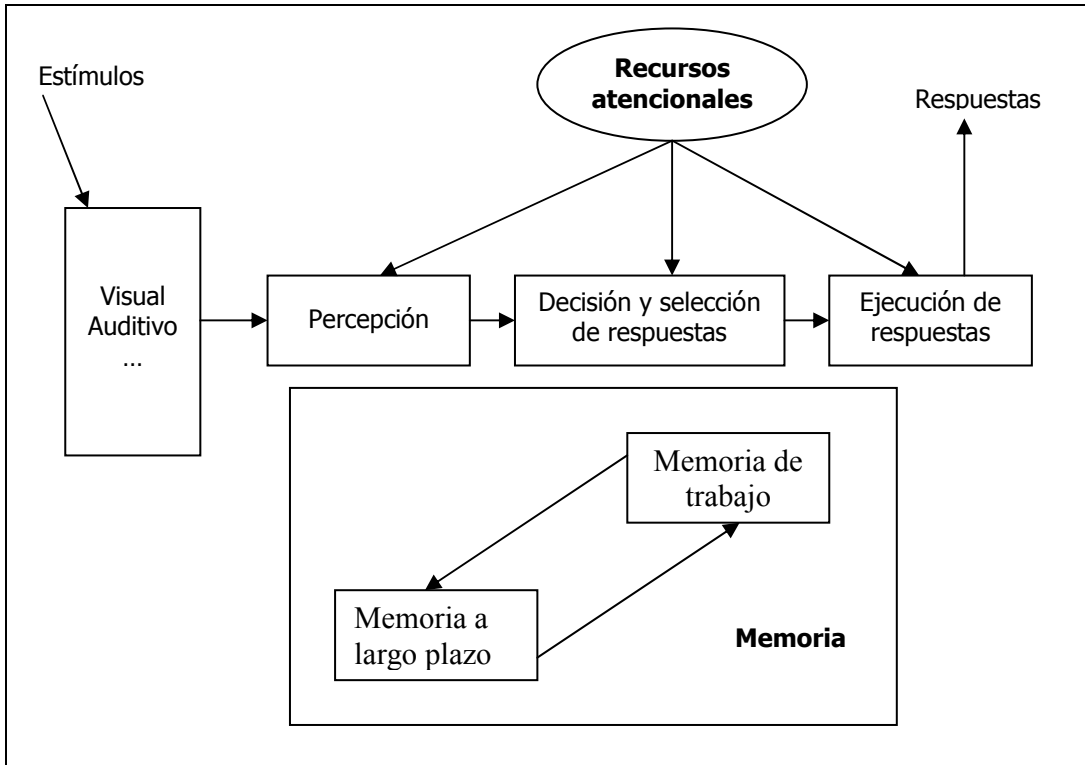 Estímulos
Recursos
atencionales
Respuestas
Visual
Auditivo
...
Percepción
Decisión y selección
de respuestas
Ejecución de
respuestas
Memoria de
trabajo
Memoria a
largo plazo
Memoria